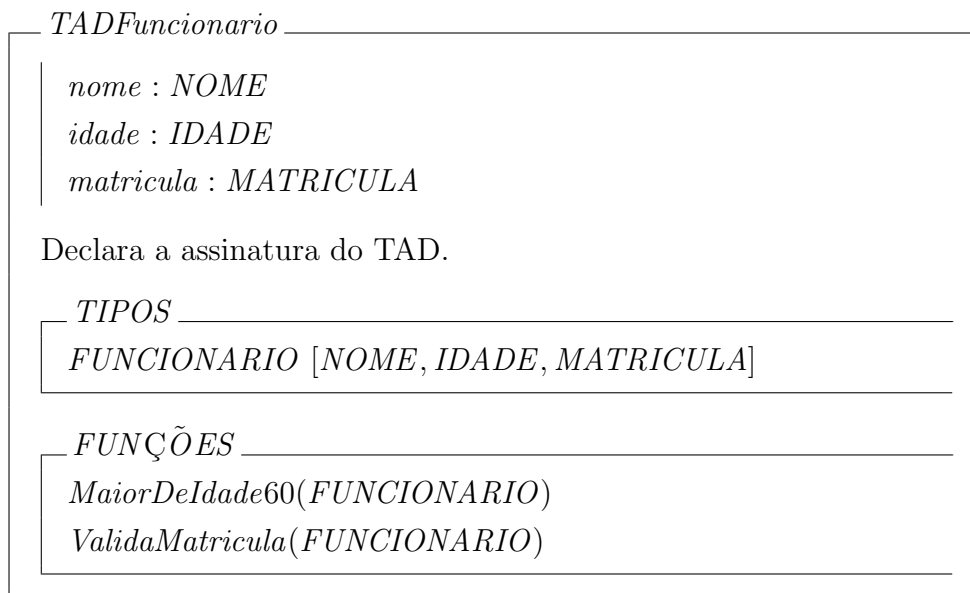 TADFuncionario
nome : NOME
idade : IDADE
matricula : MATRICULA
Declara a assinatura do TAD.
TIPOS
FUNCIONARIO [NOME, IDADE, MATRICULA]
FUNÇÕES
MaiorDeIdade60(FUNCIONARIO)
ValidaMatricula(FUNCIONARIO)